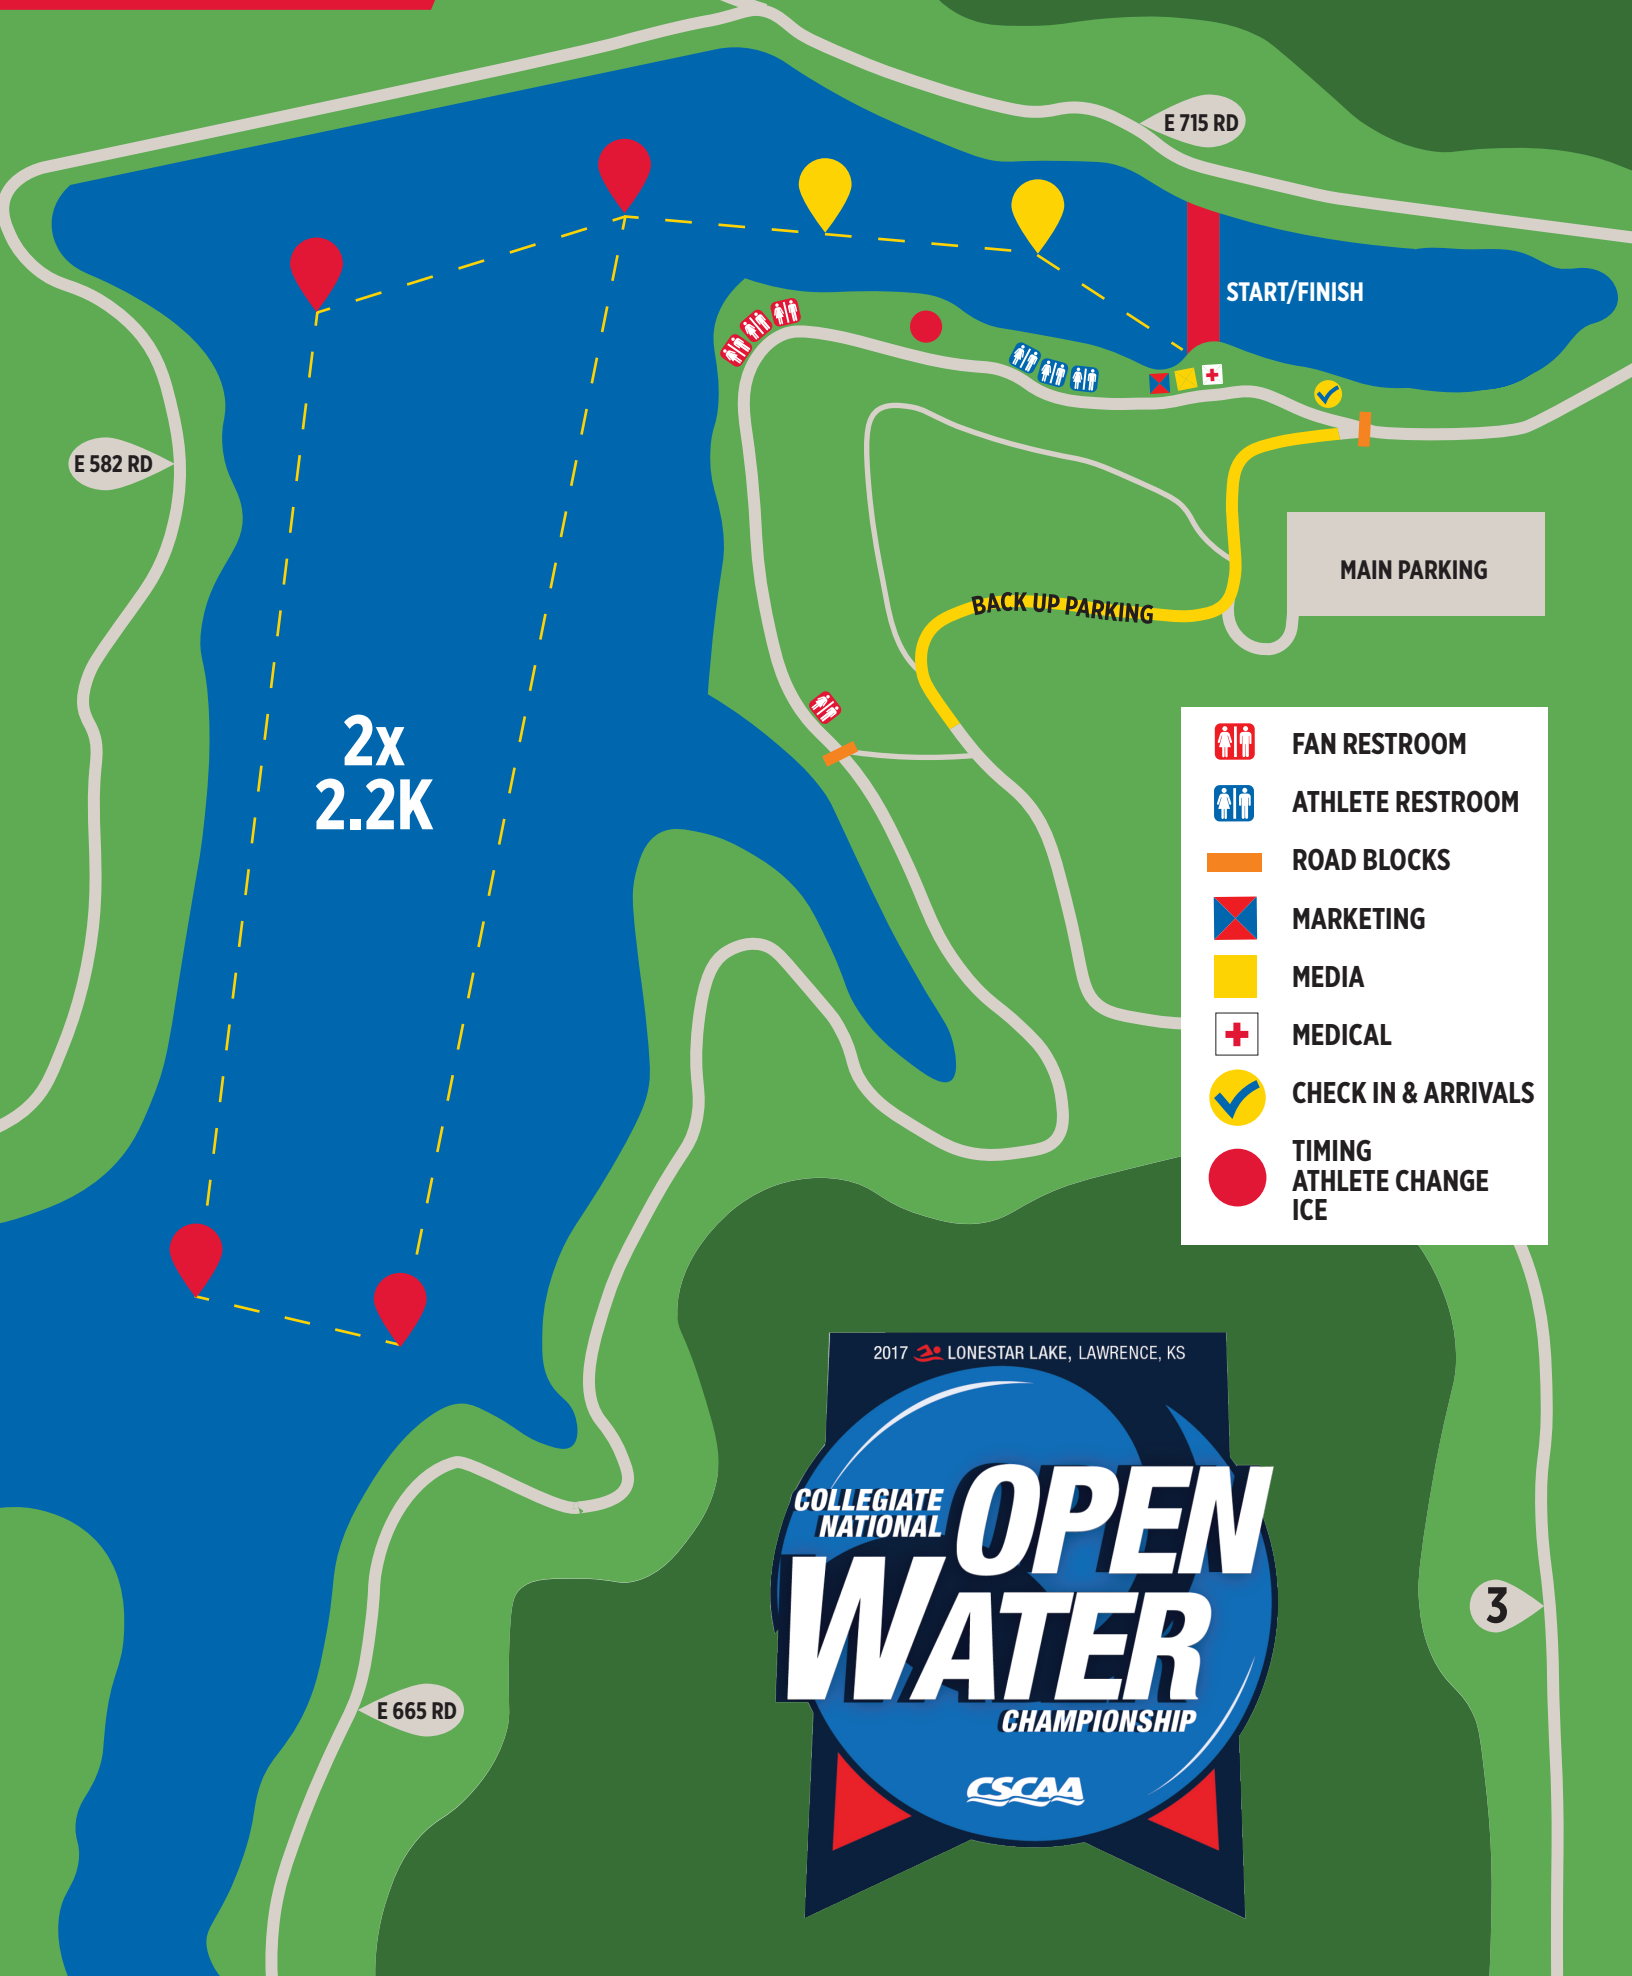 E 715 RD
START/FINISH
E 582 RD
MAIN PARKING
BACK UP PARKING
2x
2.2K
FAN RESTROOM
ATHLETE RESTROOM
ROAD BLOCKS
MARKETING
MEDIA
MEDICAL
CHECK IN & ARRIVALS
TIMING
ATHLETE CHANGE
ICE
2017 LONESTAR LAKE, LAWRENCE, KS
COLLEGIATE
NATIONAL
OPEN
WATER
CHAMPIONSHIP
CSCAA
3
E 665 RD